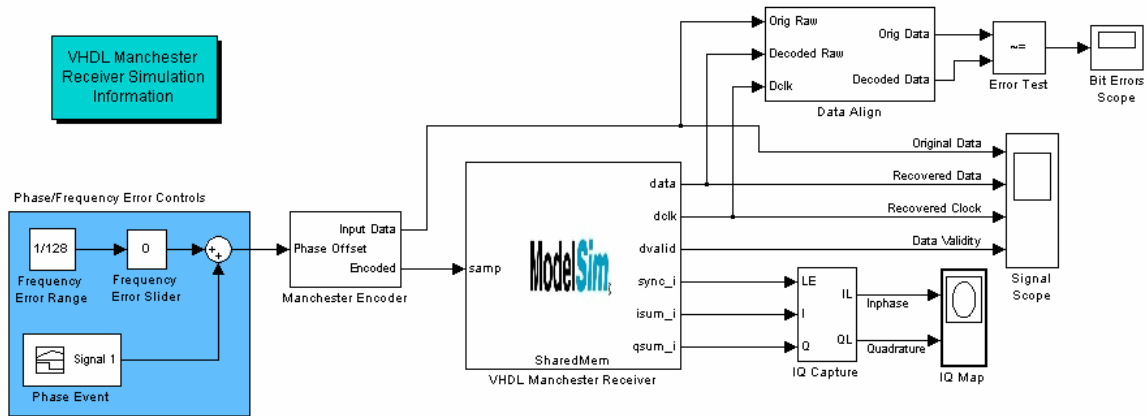 VHDL Manchester
Receiver Simulation
Information
Orig Raw
Decoded Raw
Dclk
Orig Data
Decoded Data
Data Align
~=
Error Test
Bit Errors
Scope
Phase/Frequency Error Controls
1/128
Frequency
Error Range
0
Frequency
Error Slider
+
+
Signal 1
Phase Event
Input Data
Phase Offset
Encoded
Manchester Encoder
samp
ModelSim
data
dclk
dvalid
sync_i
isum_i
qsum_i
SharedMem
VHDL Manchester Receiver
Original Data
Recovered Data
Recovered Clock
Data Validity
Signal
Scope
LE
I
Q
IL
QL
IQ Capture
Inphase
Quadrature
IQ Map